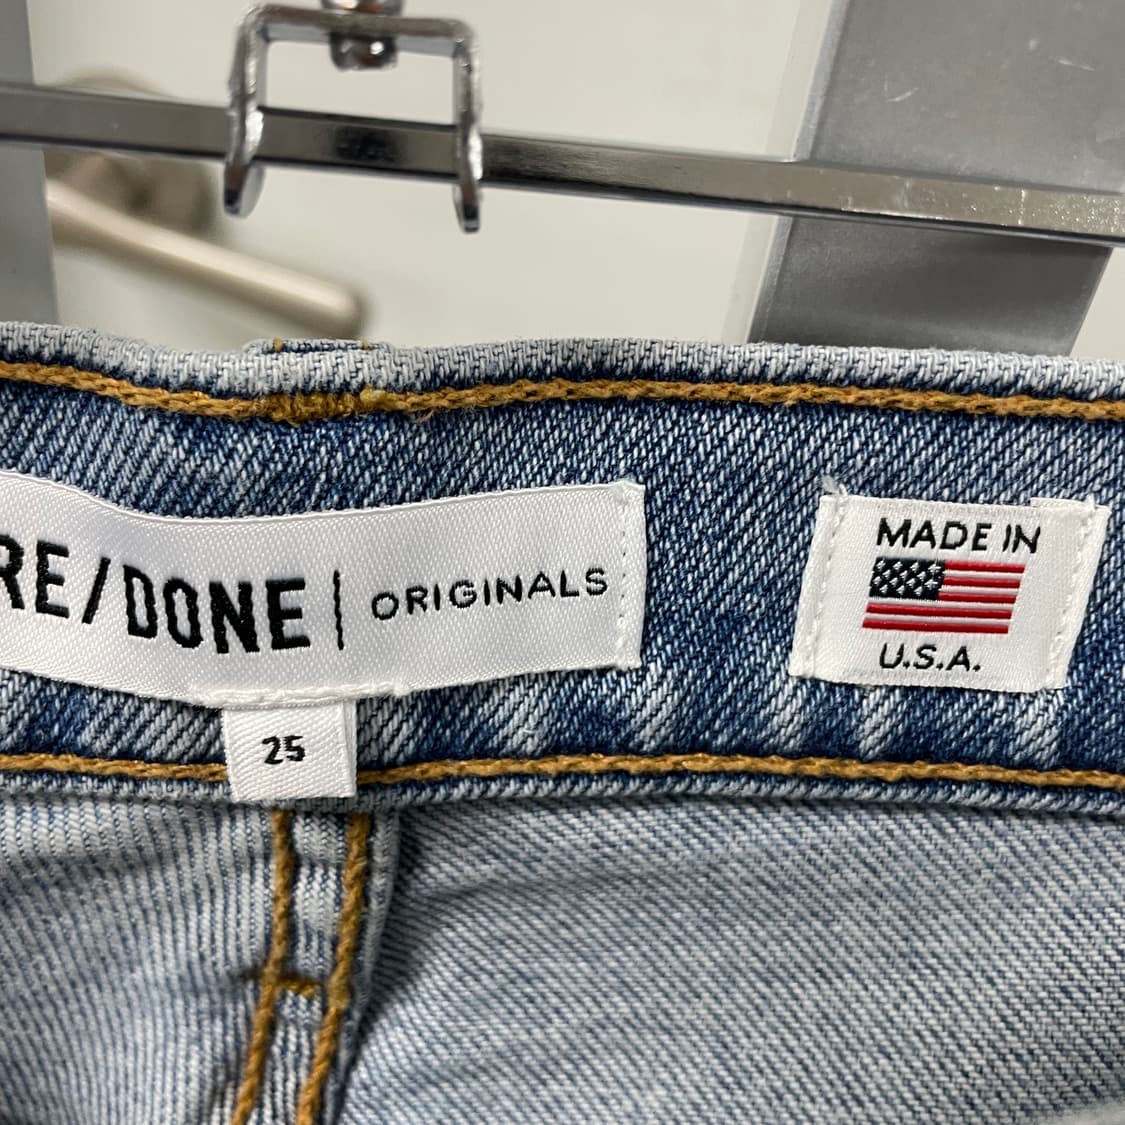 RE/DONE | ORIGINALS
25
MADE IN
U.S.A.